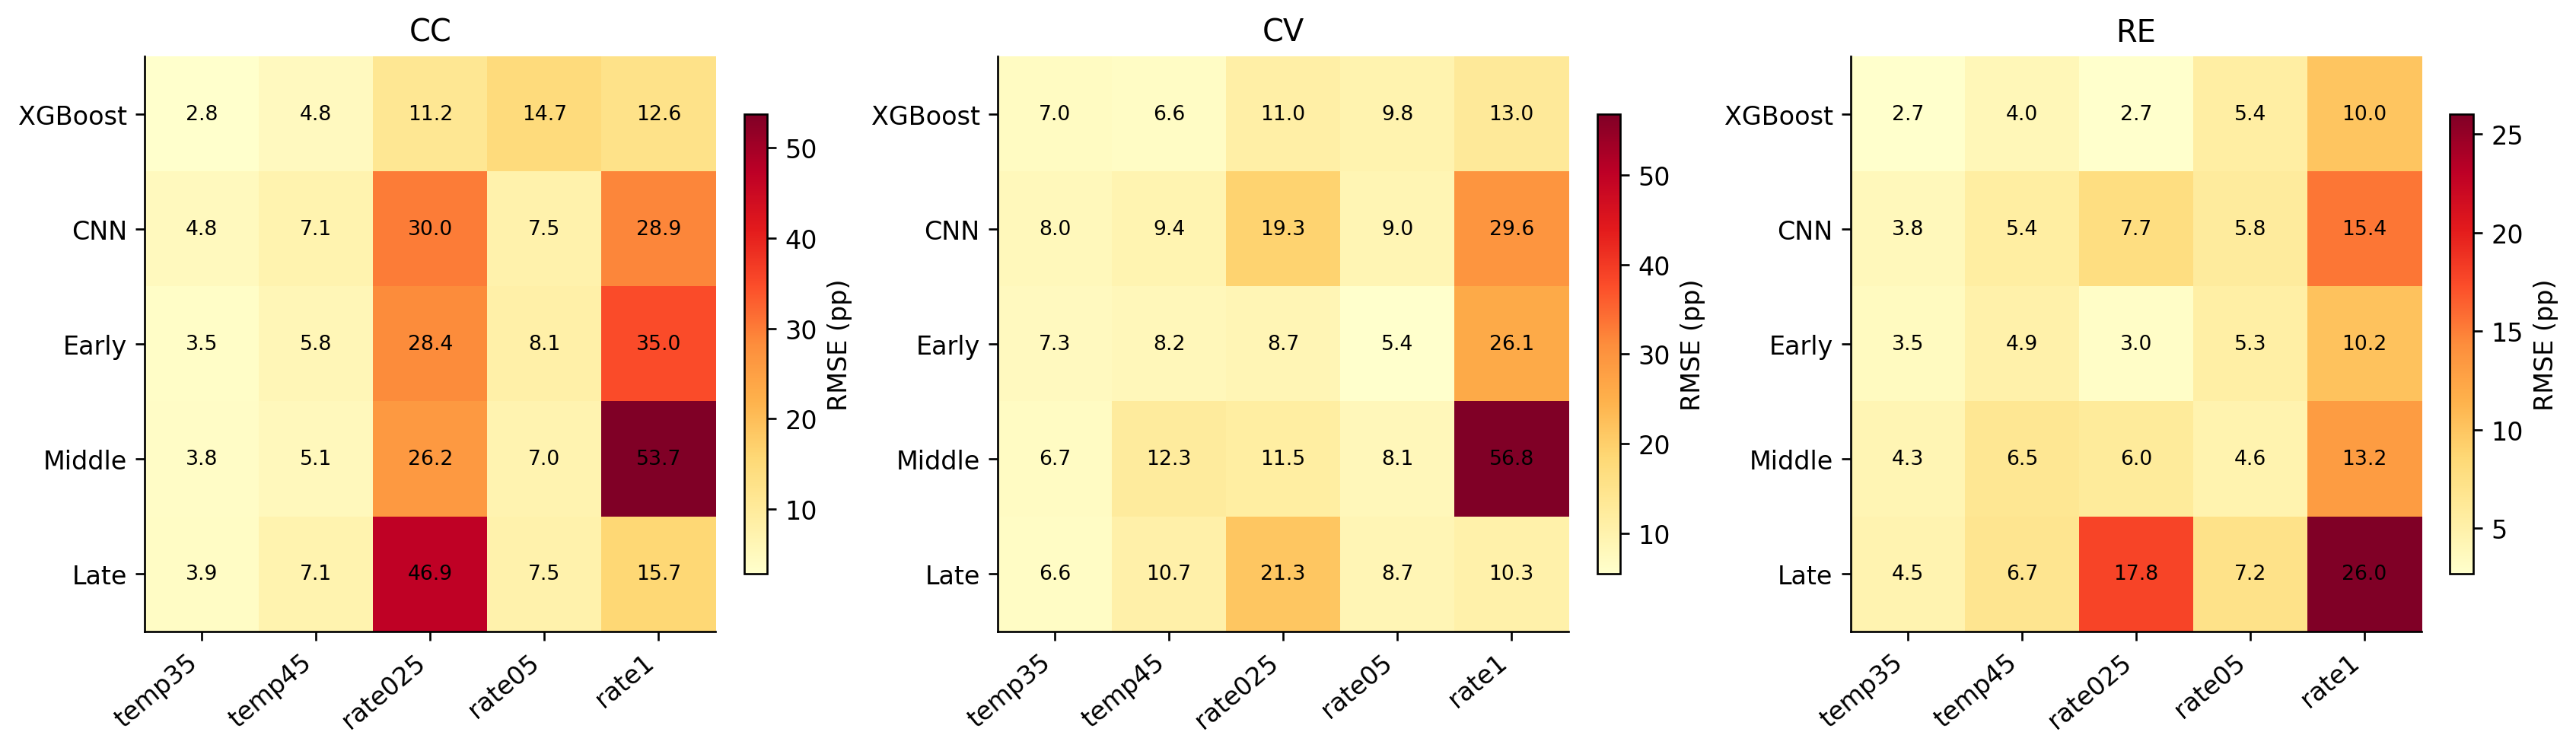 CC
XGBoost 2.8 4.8 11.2 14.7 12.6
CNN 4.8 7.1 30.0 7.5 28.9
Early 3.5 5.8 28.4 8.1 35.0
Middle 3.8 5.1 26.2 7.0 53.7
Late 3.9 7.1 46.9 7.5 15.7
temp35 temp45 rate025 rate05 rate1
50
40
30
20
10
RMSE (pp)
CV
XGBoost 7.0 6.6 11.0 9.8 13.0
CNN 8.0 9.4 19.3 9.0 29.6
Early 7.3 8.2 8.7 5.4 26.1
Middle 6.7 12.3 11.5 8.1 56.8
Late 6.6 10.7 21.3 8.7 10.3
temp35 temp45 rate025 rate05 rate1
50
40
30
20
10
RMSE (pp)
RE
XGBoost 2.7 4.0 2.7 5.4 10.0
CNN 3.8 5.4 7.7 5.8 15.4
Early 3.5 4.9 3.0 5.3 10.2
Middle 4.3 6.5 6.0 4.6 13.2
Late 4.5 6.7 17.8 7.2 26.0
temp35 temp45 rate025 rate05 rate1
25
20
15
10
5
RMSE (pp)